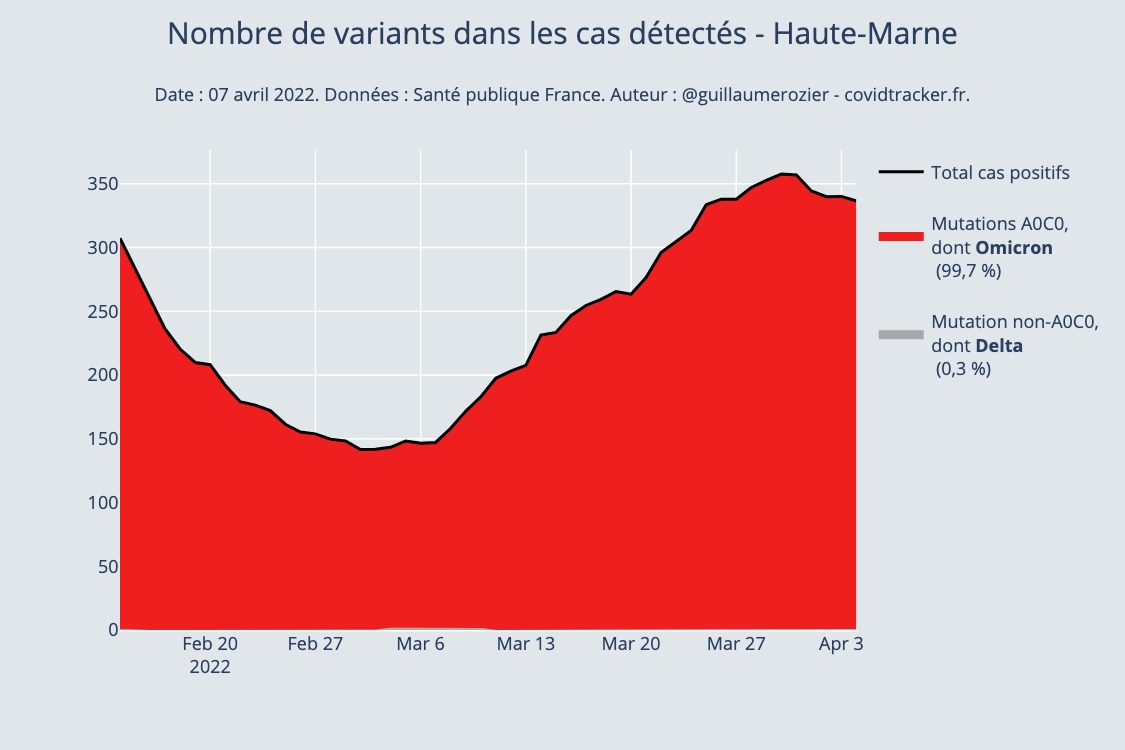 Nombre de variants dans les cas détectés - Haute-Marne
Date : 07 avril 2022. Données : Santé publique France. Auteur : @guillaumerozier - covidtracker.fr.
350
300
250
200
150
100
50
0
Feb 20
2022
Feb 27
Mar 6
Mar 13
Mar 20
Mar 27
Apr 3
Total cas positifs
Mutations A0C0,
dont Omicron
(99,7 %)
Mutation non-A0C0,
dont Delta
(0,3 %)